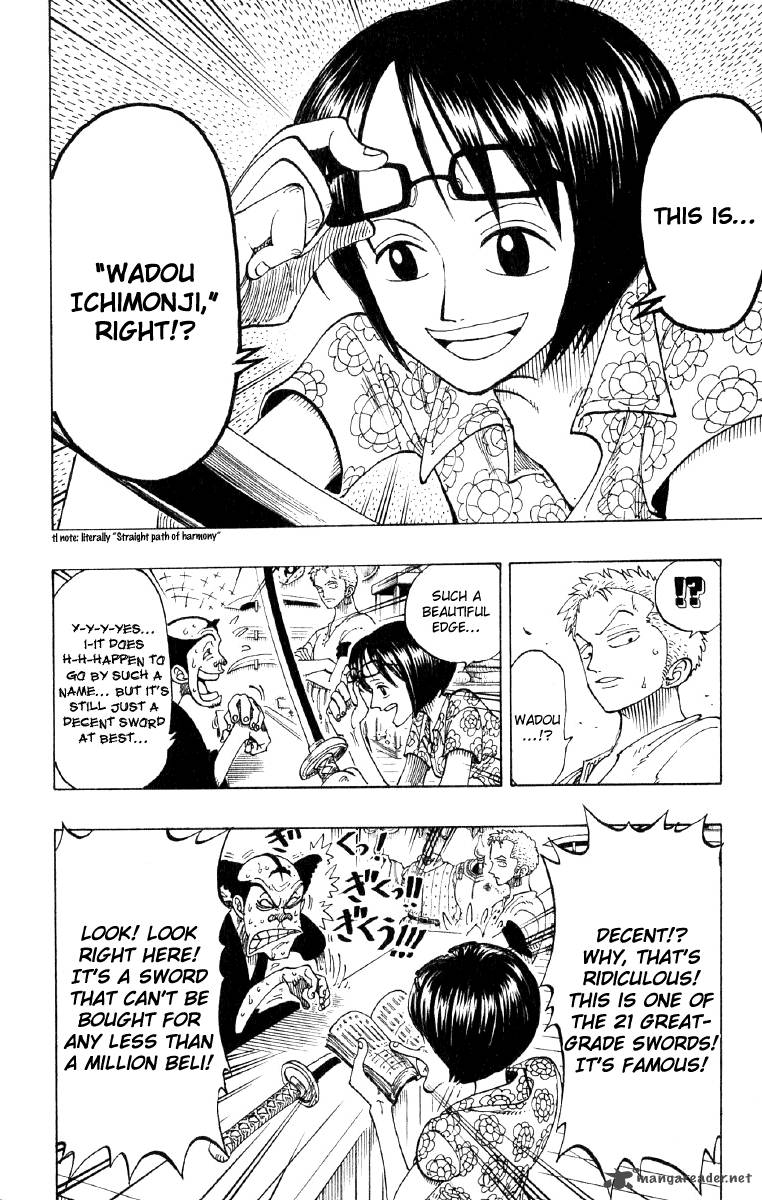 THIS IS...
"WADOU
ICHIMONJI,"
RIGHT!?
tl note: literally "Straight path of harmony"
!?
WADOU
...!?
SUCH A
BEAUTIFUL
EDGE...
Y-Y-Y-YES...
I-IT DOES
H-H-HAPPEN TO
GO BY SUCH A
NAME... BUT IT'S
STILL JUST A
DECENT SWORD
AT BEST...
DECENT!?
WHY, THAT'S
RIDICULOUS!
THIS IS ONE OF
THE 21 GREAT-
GRADE SWORDS!
IT'S FAMOUS!
ぎくっ!
ぎくっ!!
ぎくぅ!!!
LOOK! LOOK
RIGHT HERE!
IT'S A SWORD
THAT CAN'T BE
BOUGHT FOR
ANY LESS THAN
A MILLION BELI!
mangareader.net